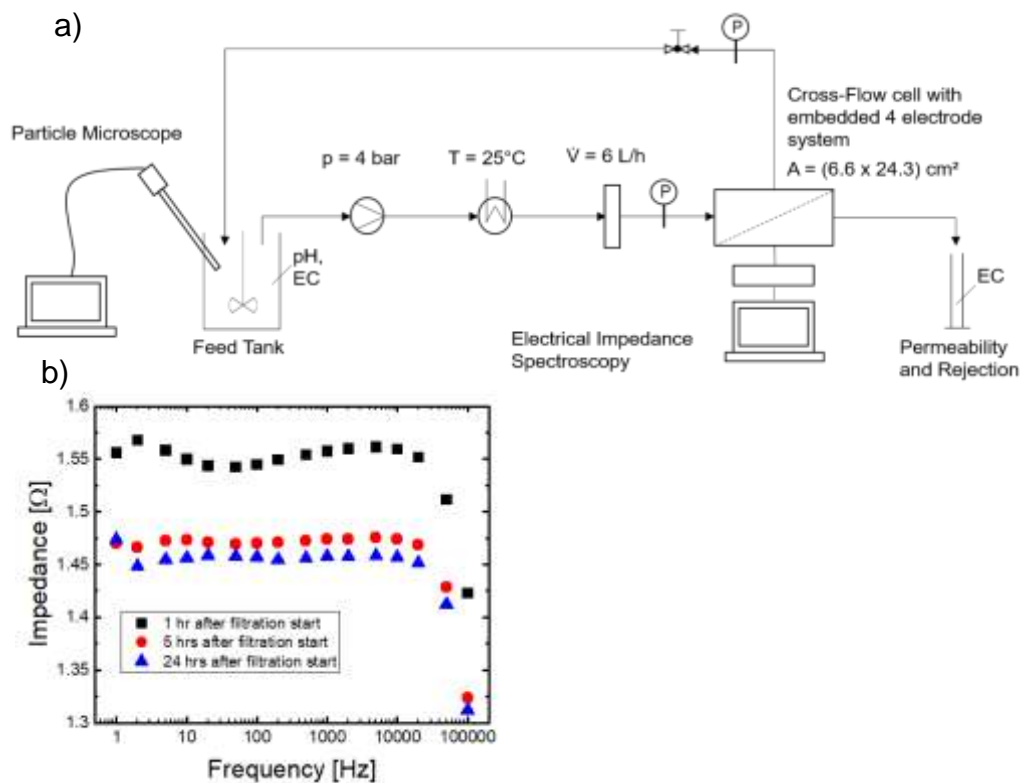 a)
Particle Microscope
Feed Tank
pH,
EC
p = 4 bar
T = 25°C
V̇ = 6 L/h
P
P
Cross-Flow cell with
embedded 4 electrode
system
A = (6.6 x 24.3) cm²
Electrical Impedance
Spectroscopy
EC
Permeability
and Rejection
b)
Impedance [Ω]
1.6
1.55
1.5
1.45
1.4
1.35
1.3
1 hr after filtration start
5 hrs after filtration start
24 hrs after filtration start
1 10 100 1000 10000 100000
Frequency [Hz]